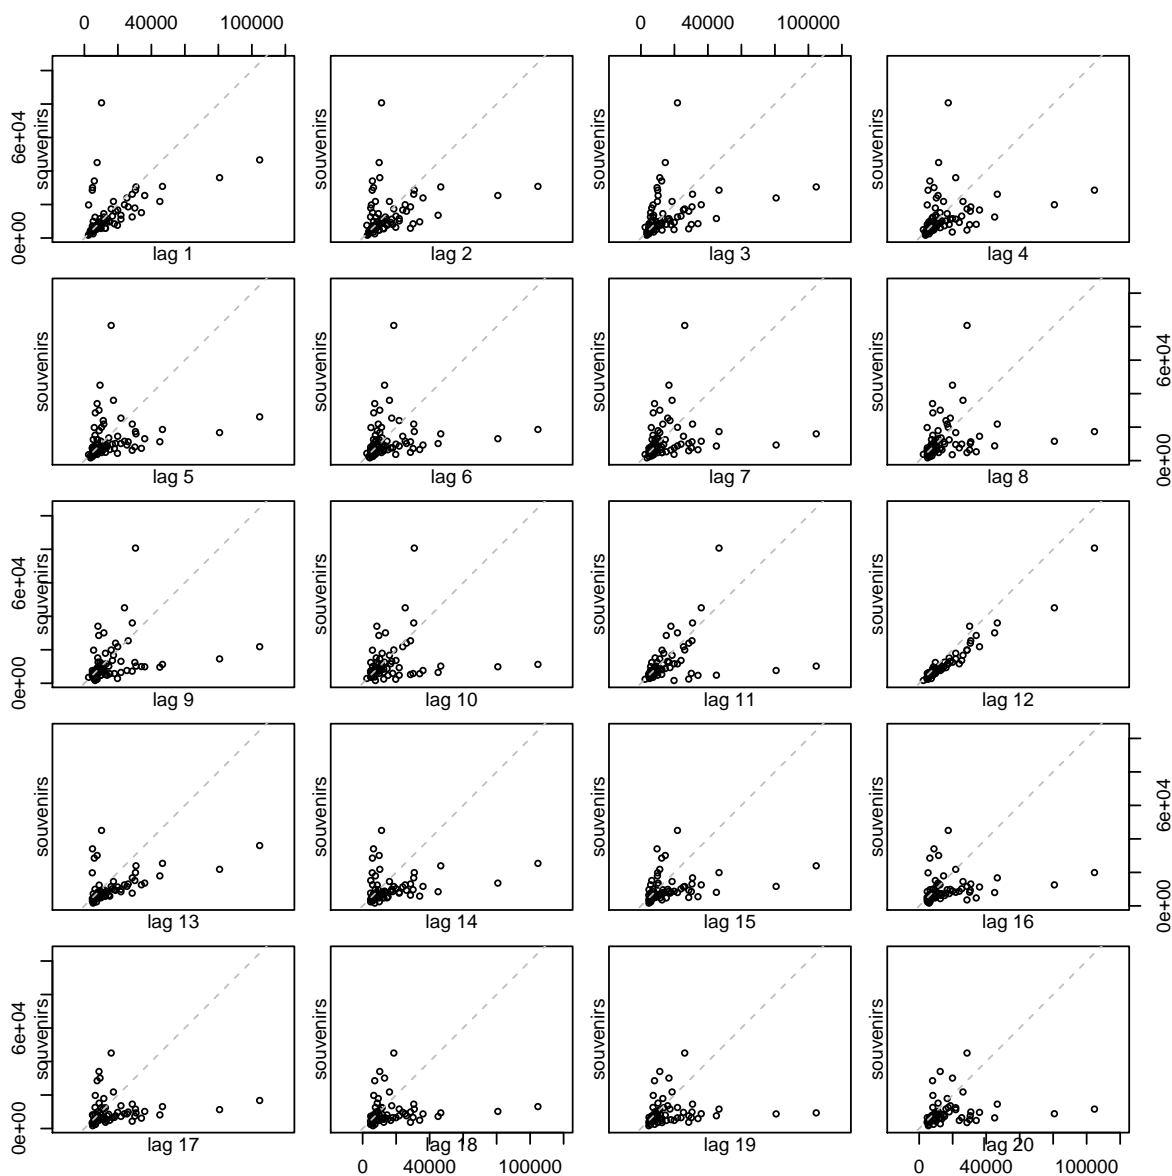 0 40000 100000 0 40000 100000
souvenirs souvenirs souvenirs souvenirs
0e+00 6e+04
lag 1 lag 2 lag 3 lag 4
souvenirs souvenirs souvenirs souvenirs
0e+00 6e+04
lag 5 lag 6 lag 7 lag 8
souvenirs souvenirs souvenirs souvenirs
0e+00 6e+04
lag 9 lag 10 lag 11 lag 12
souvenirs souvenirs souvenirs souvenirs
0e+00 6e+04
lag 13 lag 14 lag 15 lag 16
souvenirs souvenirs souvenirs souvenirs
0e+00 6e+04
lag 17 lag 18 lag 19 lag 20
0 40000 100000 0 40000 100000